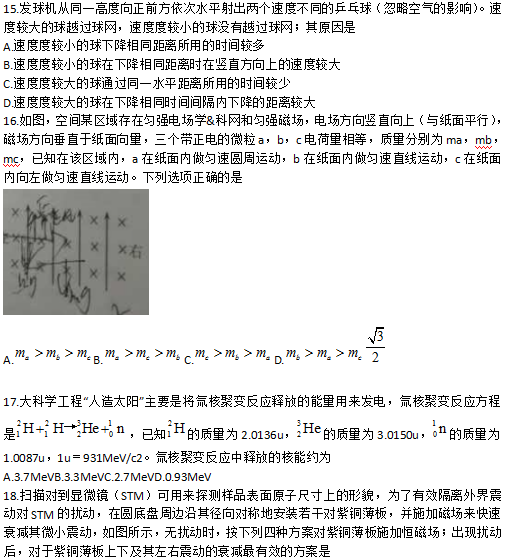 15.发球机从同一高度向正前方依次水平射出两个速度不同的乒乓球（忽略空气的影响）。速
度较大的球越过球网，速度度较小的球没有越过球网；其原因是
A.速度度较小的球下降相同距离所用的时间较多
B.速度度较小的球在下降相同距离时在竖直方向上的速度较大
C.速度度较大的球通过同一水平距离所用的时间较少
D.速度度较大的球在下降相同时间间隔内下降的距离较大
16.如图，空间某区域存在匀强电场学&科网和匀强磁场，电场方向竖直向上（与纸面平行），
磁场方向垂直于纸面向量，三个带正电的微粒a，b，c电荷量相等，质量分别为ma，mb，
mc，已知在该区域内，a在纸面内做匀速圆周运动，b在纸面内做匀速直线运动，c在纸面
内向左做匀速直线运动。下列选项正确的是
右
A. m_a > m_b > m_c B. m_a > m_c > m_b C. m_c > m_b > m_a D. m_b > m_a > m_c √3/2
17.大科学工程“人造太阳”主要是将氚核聚变反应释放的能量用来发电，氚核聚变反应方程
是 ²₁H+²₁H→³₂He+¹₀n，已知²₁H的质量为2.0136u，³₂He的质量为3.0150u，¹₀n的质量为
1.0087u，1u＝931MeV/c2。氚核聚变反应中释放的核能约为
A.3.7MeVB.3.3MeVC.2.7MeVD.0.93MeV
18.扫描对到显微镜（STM）可用来探测样品表面原子尺寸上的形貌，为了有效隔离外界震
动对STM的扰动，在圆底盘周边沿其径向对称地安装若干对紫铜薄板，并施加磁场来快速
衰减其微小震动，如图所示，无扰动时，按下列四种方案对紫铜薄板施加恒磁场；出现扰动
后，对于紫铜薄板上下及其左右震动的衰减最有效的方案是